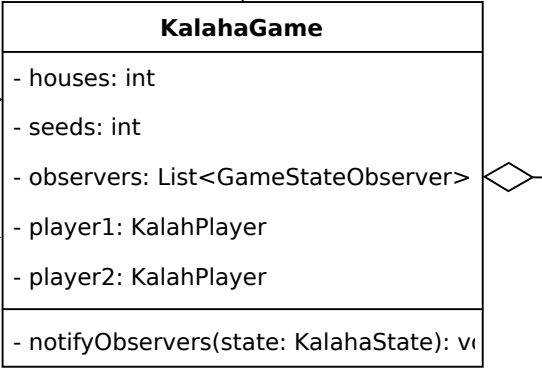 KalahaGame
- houses: int
- seeds: int
- observers: List<GameStateObserver>
- player1: KalahPlayer
- player2: KalahPlayer
- notifyObservers(state: KalahaState):